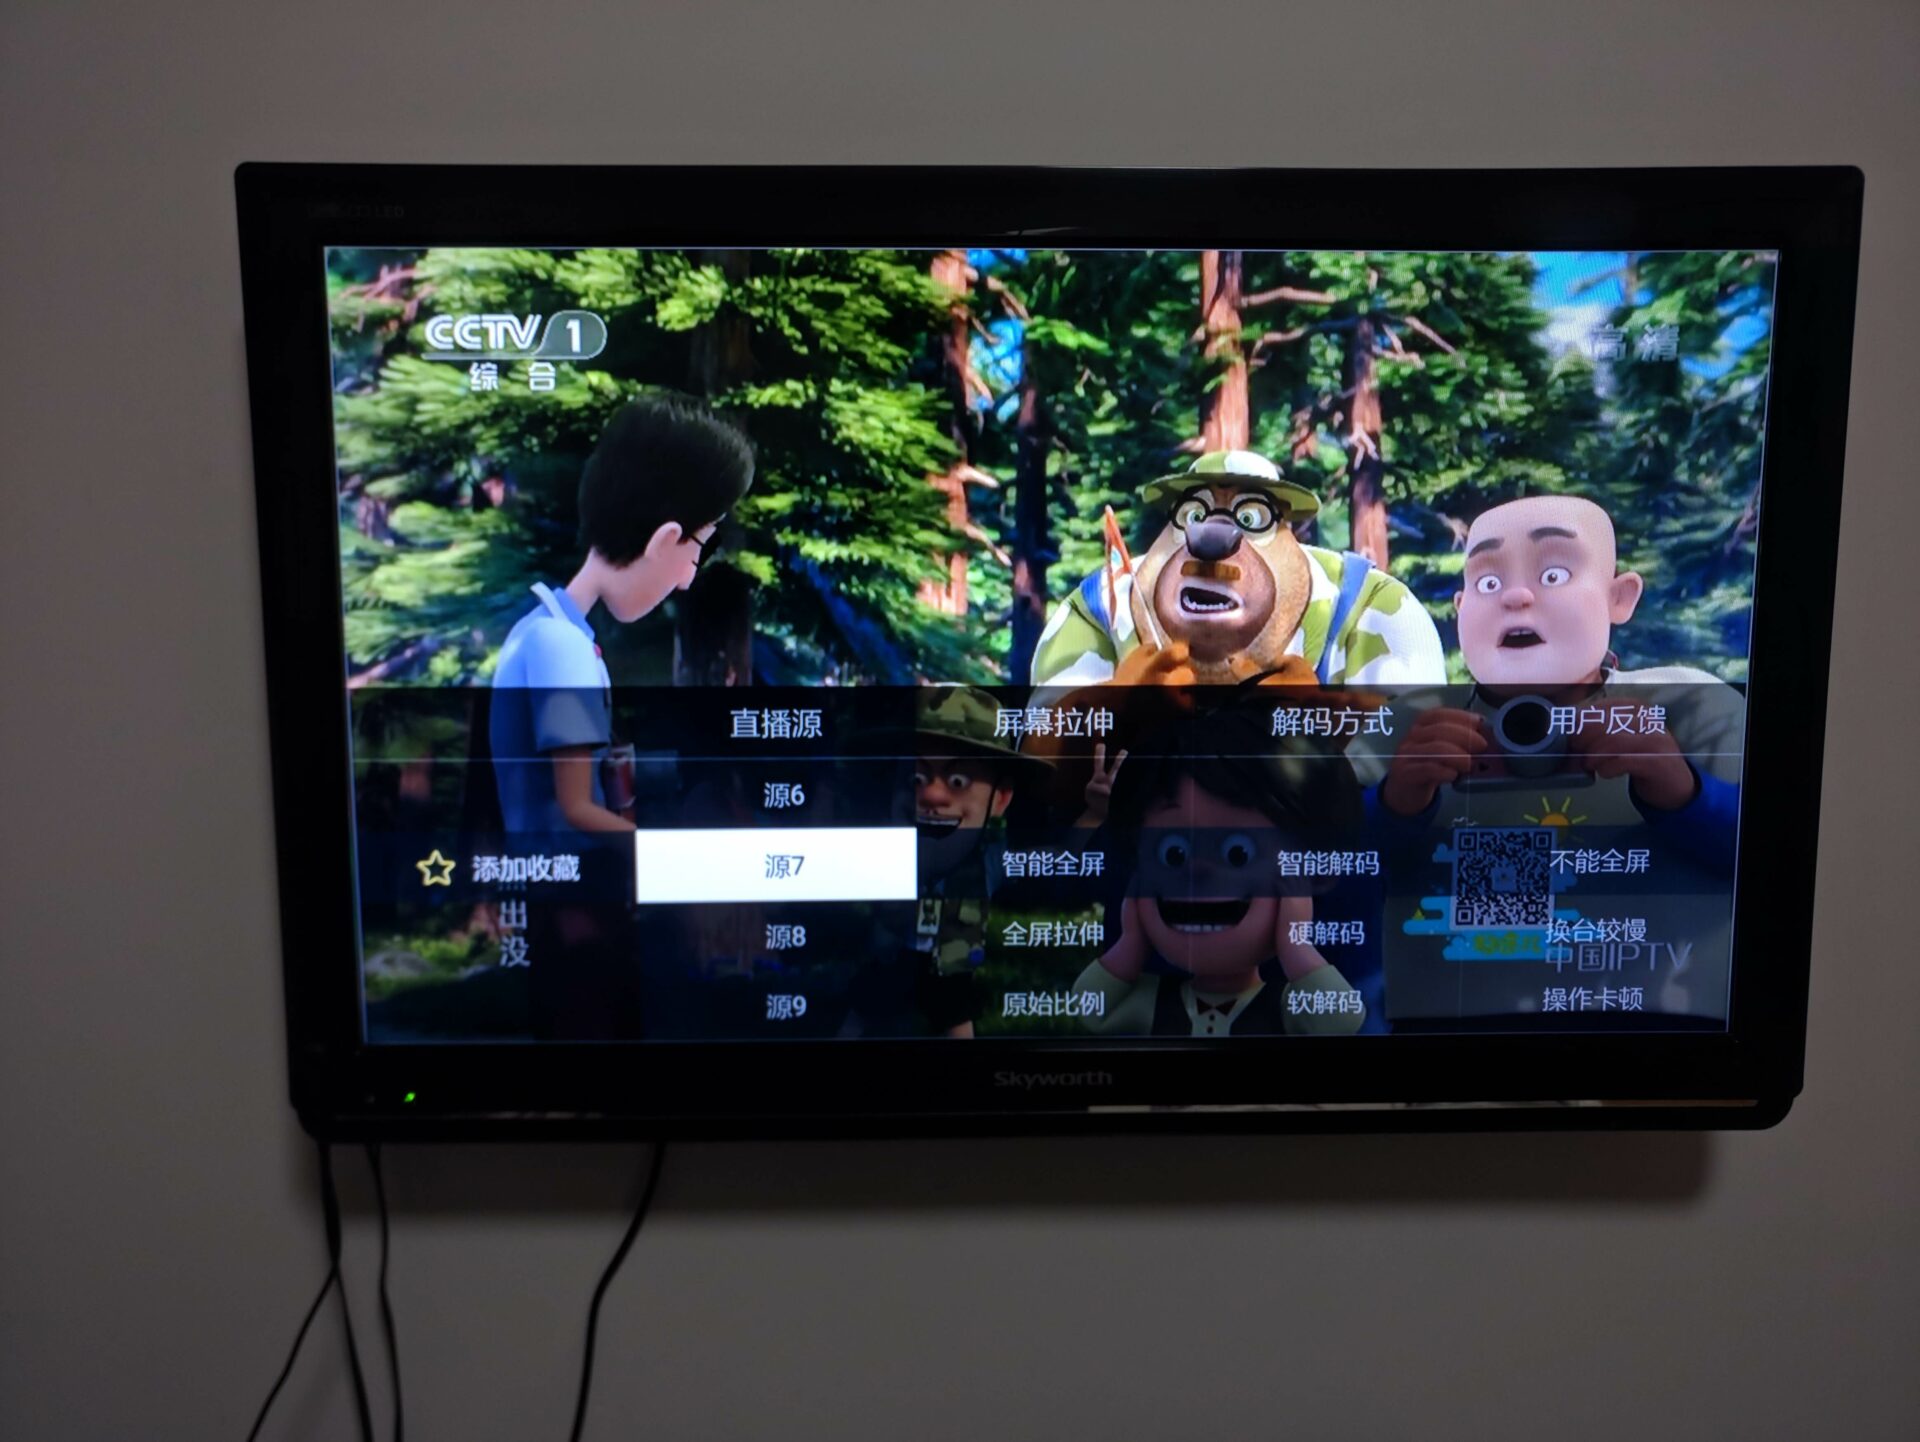 CCTV 1
综合
高清
直播源 屏幕拉伸 解码方式 用户反馈
源6
添加收藏 源7 智能全屏 智能解码 不能全屏
出
没
源8 全屏拉伸 硬解码 换台较慢
中国IPTV
源9 原始比例 软解码 操作卡顿
Skyworth